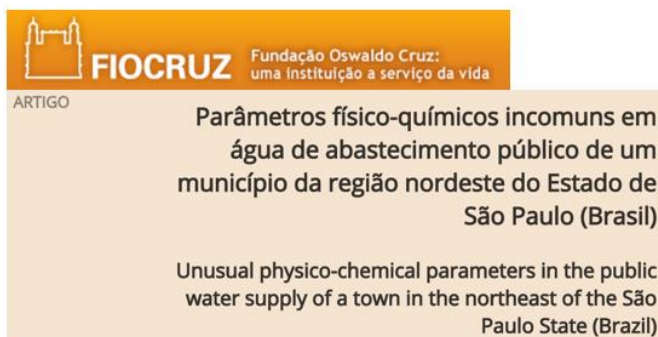 FIOCRUZ
Fundação Oswaldo Cruz:
uma instituição a serviço da vida
ARTIGO
Parâmetros físico-químicos incomuns em
água de abastecimento público de um
município da região nordeste do Estado de
São Paulo (Brasil)
Unusual physico-chemical parameters in the public
water supply of a town in the northeast of the São
Paulo State (Brazil)